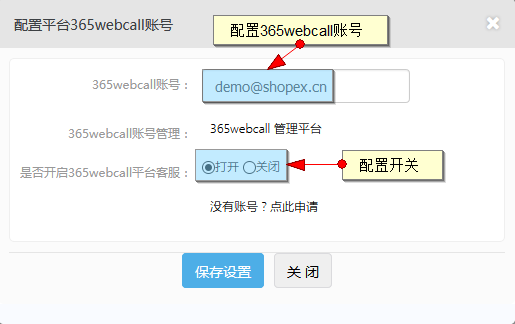 配置平台365webcall账号
配置365webcall账号
365webcall账号： demo@shopex.cn
365webcall账号管理： 365webcall 管理平台
是否开启365webcall平台客服： 打开 关闭
配置开关
没有账号？点此申请
保存设置 关 闭